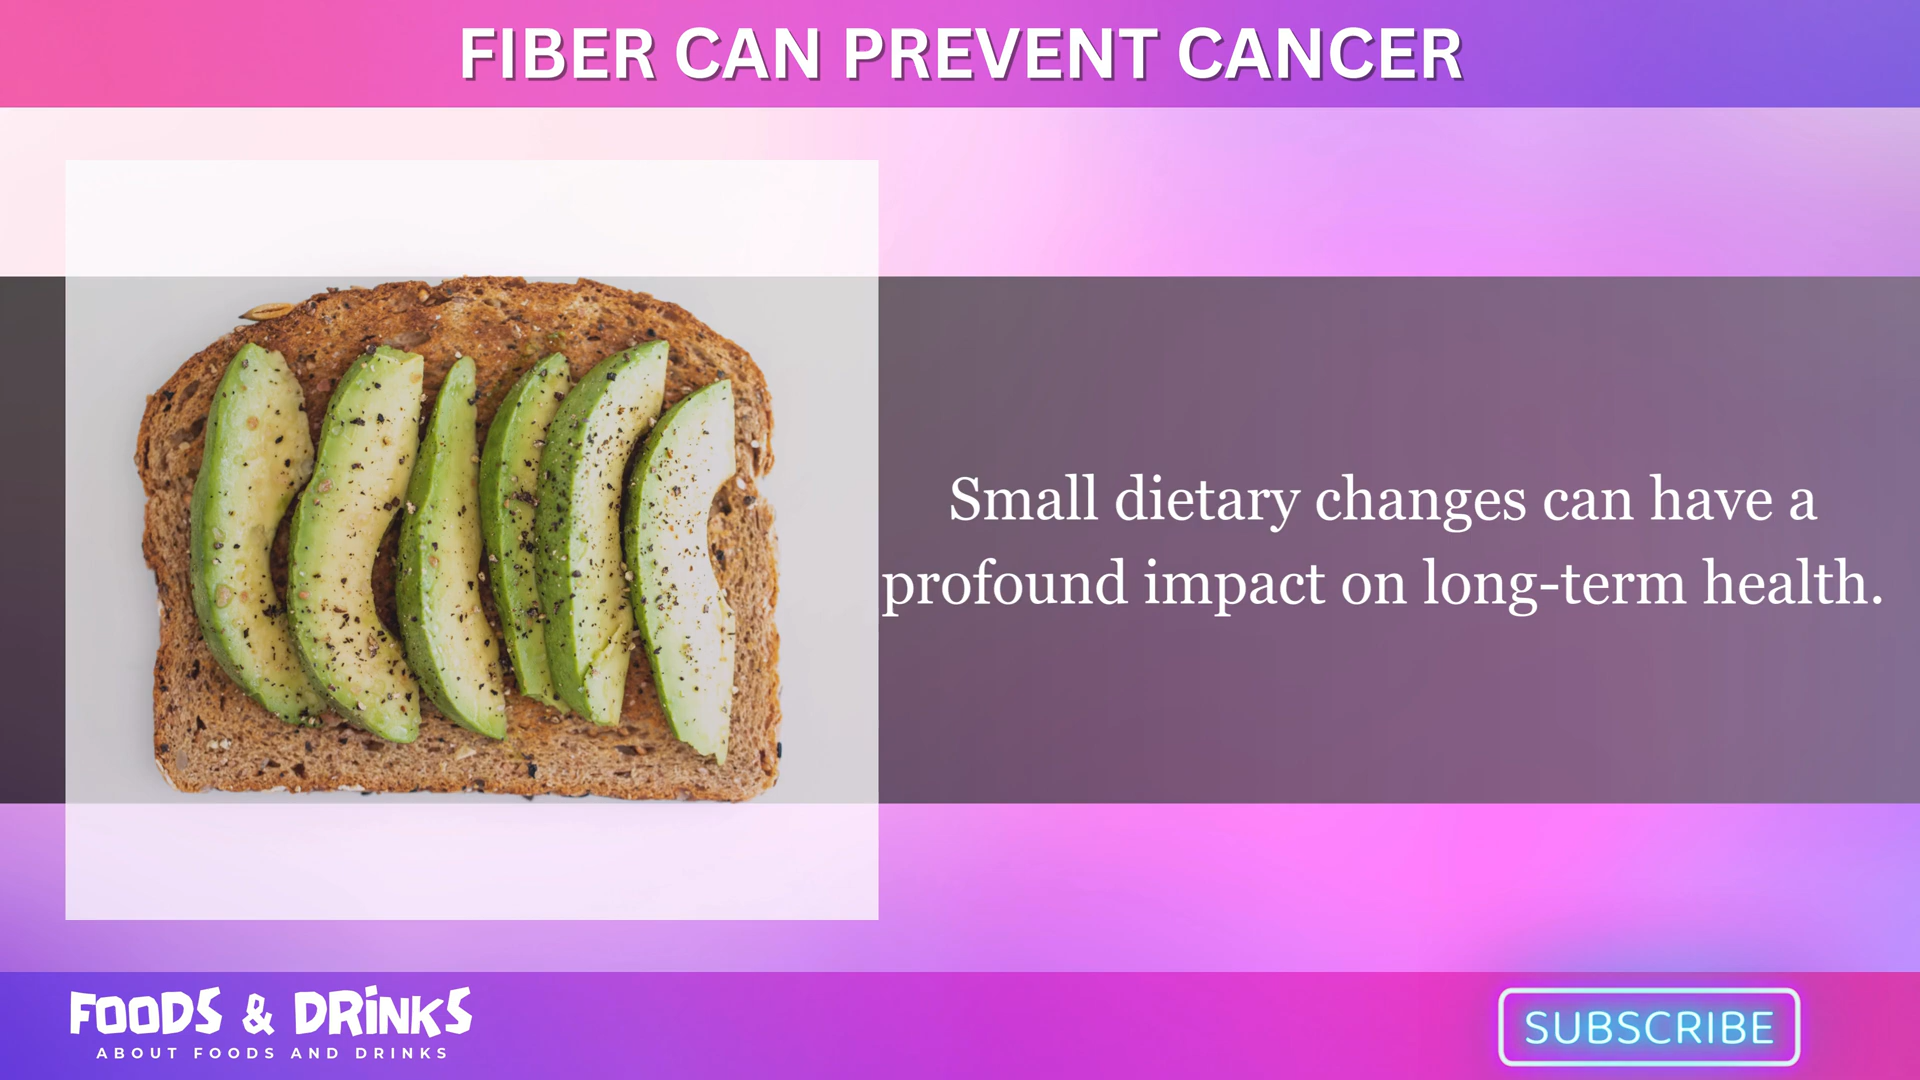 FIBER CAN PREVENT CANCER
Small dietary changes can have a
profound impact on long-term health.
FOODS & DRiNKS
ABOUT FOODS AND DRINKS
SUBSCRIBE